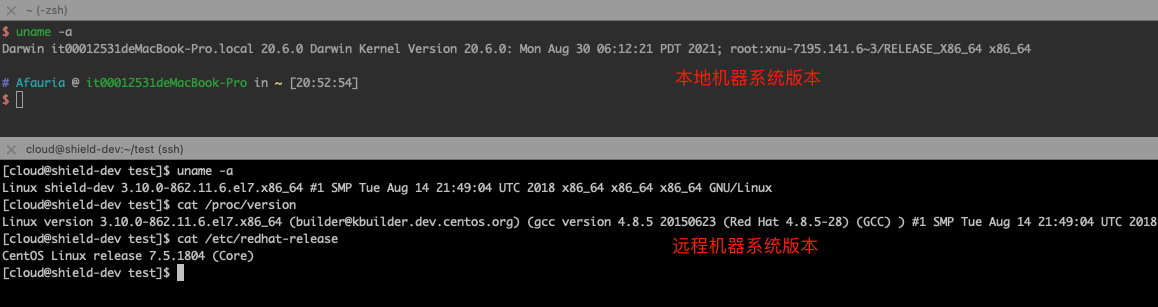 ~ (-zsh)
$ uname -a
Darwin it00012531deMacBook-Pro.local 20.6.0 Darwin Kernel Version 20.6.0: Mon Aug 30 06:12:21 PDT 2021; root:xnu-7195.141.6~3/RELEASE_X86_64 x86_64
本地机器系统版本
# Afauria @ it00012531deMacBook-Pro in ~ [20:52:54]
$
cloud@shield-dev:~/test (ssh)
[cloud@shield-dev test]$ uname -a
Linux shield-dev 3.10.0-862.11.6.el7.x86_64 #1 SMP Tue Aug 14 21:49:04 UTC 2018 x86_64 x86_64 x86_64 GNU/Linux
[cloud@shield-dev test]$ cat /proc/version
Linux version 3.10.0-862.11.6.el7.x86_64 (builder@kbuilder.dev.centos.org) (gcc version 4.8.5 20150623 (Red Hat 4.8.5-28) (GCC) ) #1 SMP Tue Aug 14 21:49:04 UTC 2018
[cloud@shield-dev test]$ cat /etc/redhat-release
远程机器系统版本
CentOS Linux release 7.5.1804 (Core)
[cloud@shield-dev test]$